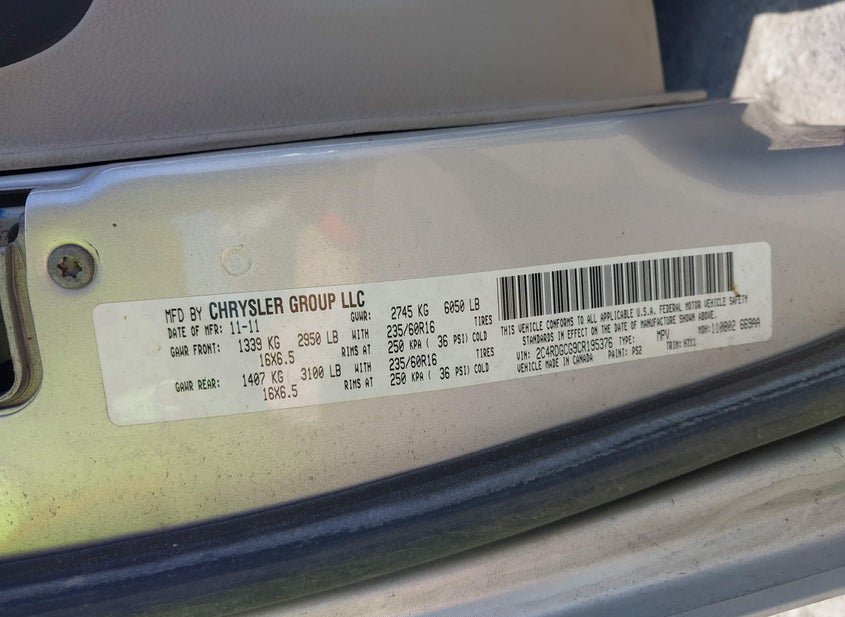 MFD BY CHRYSLER GROUP LLC
DATE OF MFR: 11-11 GVWR: 2745 KG 6050 LB
GAWR FRONT: 1339 KG 2950 LB WITH 235/60R16 TIRES
16X6.5 RIMS AT 250 KPA ( 36 PSI) COLD
GAWR REAR: 1407 KG 3100 LB WITH 235/60R16 TIRES
16X6.5 RIMS AT 250 KPA ( 36 PSI) COLD
THIS VEHICLE CONFORMS TO ALL APPLICABLE U.S.A. FEDERAL MOTOR VEHICLE SAFETY
STANDARDS IN EFFECT ON THE DATE OF MANUFACTURE SHOWN ABOVE.
VIN: 2C4RDGCG9CR195376 TYPE: MPV MDH:110802 669AA
VEHICLE MADE IN CANADA PAINT: PS2 TRIM: